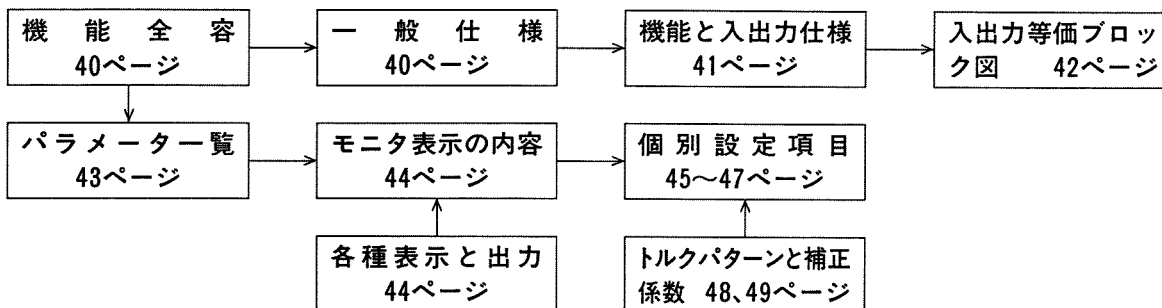 機能全容
40ページ
一般仕様
40ページ
機能と入出力仕様
41ページ
入出力等価ブロッ
ク図 42ページ
パラメータ一覧
43ページ
モニタ表示の内容
44ページ
個別設定項目
45～47ページ
各種表示と出力
44ページ
トルクパターンと補正
係数 48、49ページ